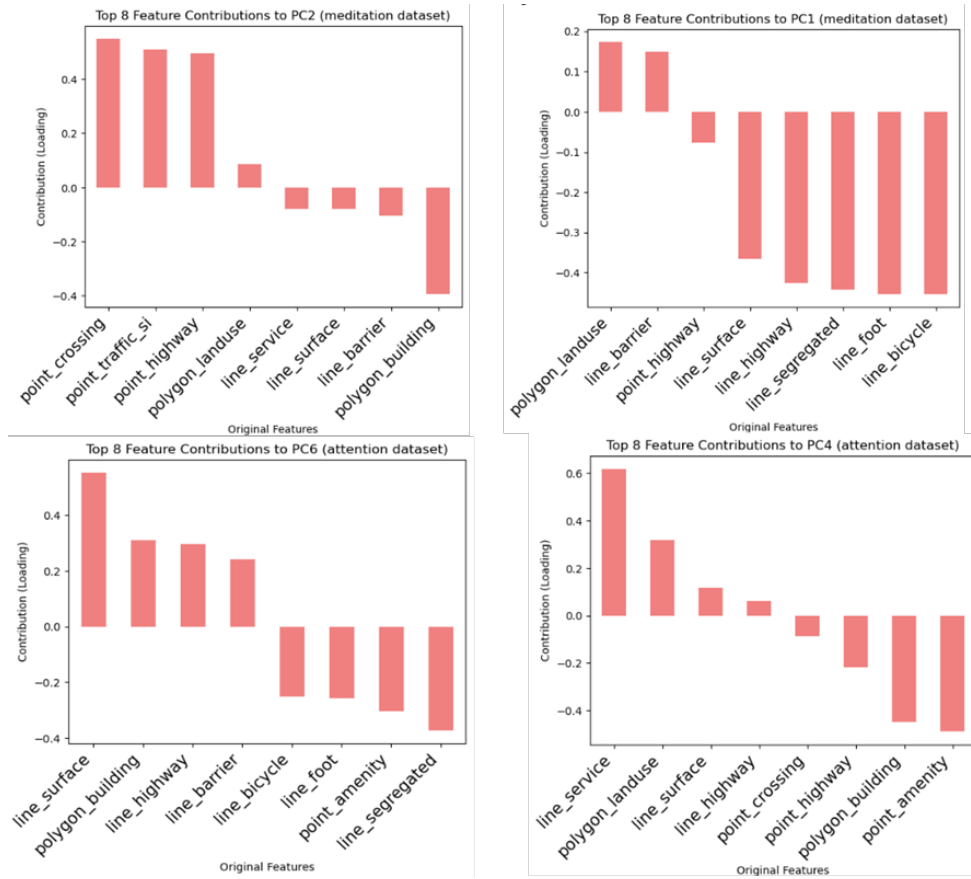 Top 8 Feature Contributions to PC2 (meditation dataset)
Contribution (Loading)
0.4
0.2
0.0
−0.2
−0.4
point_crossing
point_traffic_si
point_highway
polygon_landuse
line_service
line_surface
line_barrier
polygon_building
Original Features
Top 8 Feature Contributions to PC1 (meditation dataset)
Contribution (Loading)
0.2
0.1
0.0
−0.1
−0.2
−0.3
−0.4
polygon_landuse
line_barrier
point_highway
line_surface
line_highway
line_segregated
line_foot
line_bicycle
Original Features
Top 8 Feature Contributions to PC6 (attention dataset)
Contribution (Loading)
0.4
0.2
0.0
−0.2
−0.4
line_surface
polygon_building
line_highway
line_barrier
line_bicycle
line_foot
point_amenity
line_segregated
Original Features
Top 8 Feature Contributions to PC4 (attention dataset)
Contribution (Loading)
0.6
0.4
0.2
0.0
−0.2
−0.4
line_service
polygon_landuse
line_surface
line_highway
point_crossing
point_highway
polygon_building
point_amenity
Original Features